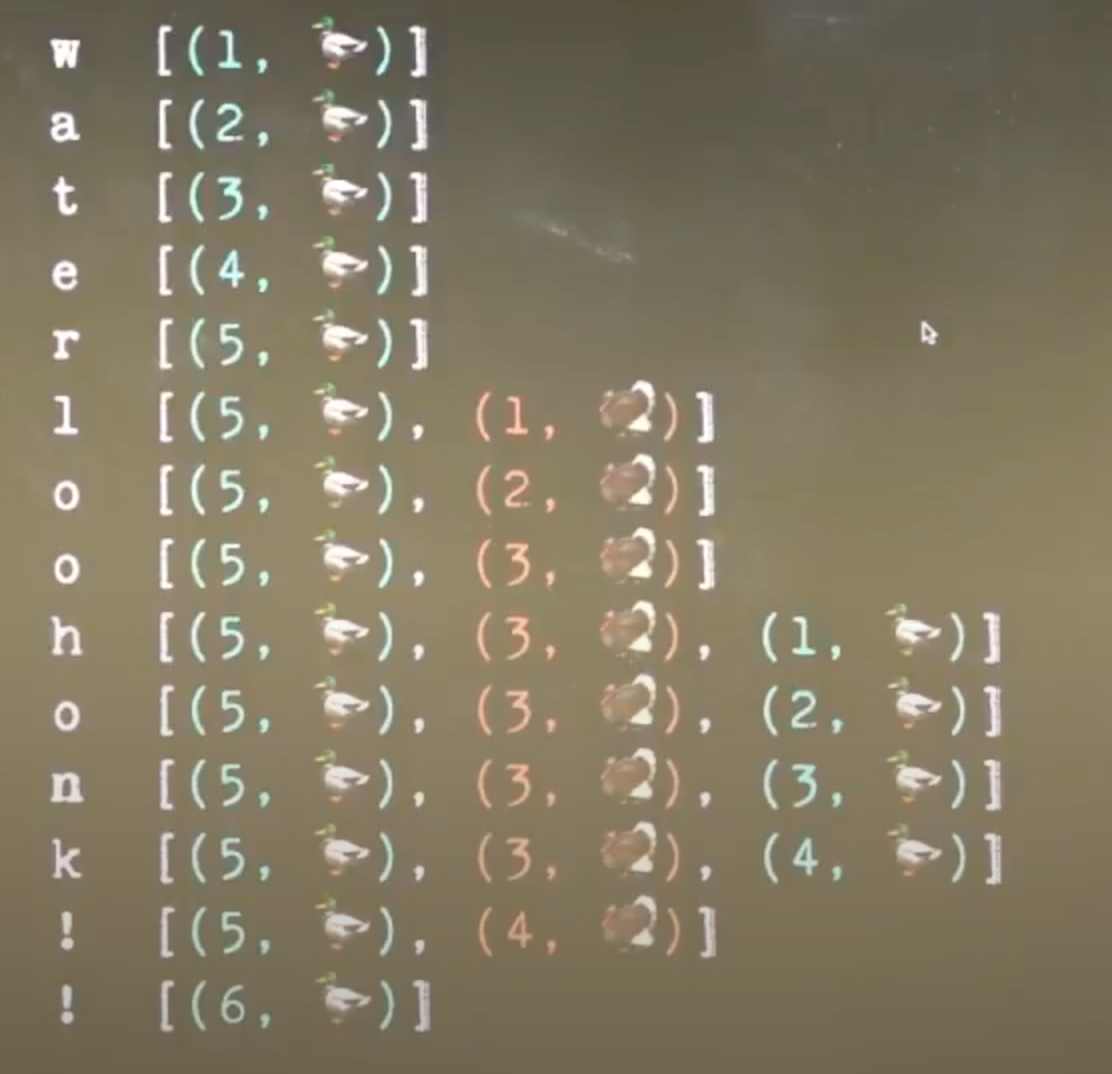 w [(1, 🦆)]
a [(2, 🦆)]
t [(3, 🦆)]
e [(4, 🦆)]
r [(5, 🦆)]
l [(5, 🦆), (1, 🦃)]
o [(5, 🦆), (2, 🦃)]
o [(5, 🦆), (3, 🦃)]
h [(5, 🦆), (3, 🦃), (1, 🦆)]
o [(5, 🦆), (3, 🦃), (2, 🦆)]
n [(5, 🦆), (3, 🦃), (3, 🦆)]
k [(5, 🦆), (3, 🦃), (4, 🦆)]
! [(5, 🦆), (4, 🦃)]
! [(6, 🦆)]